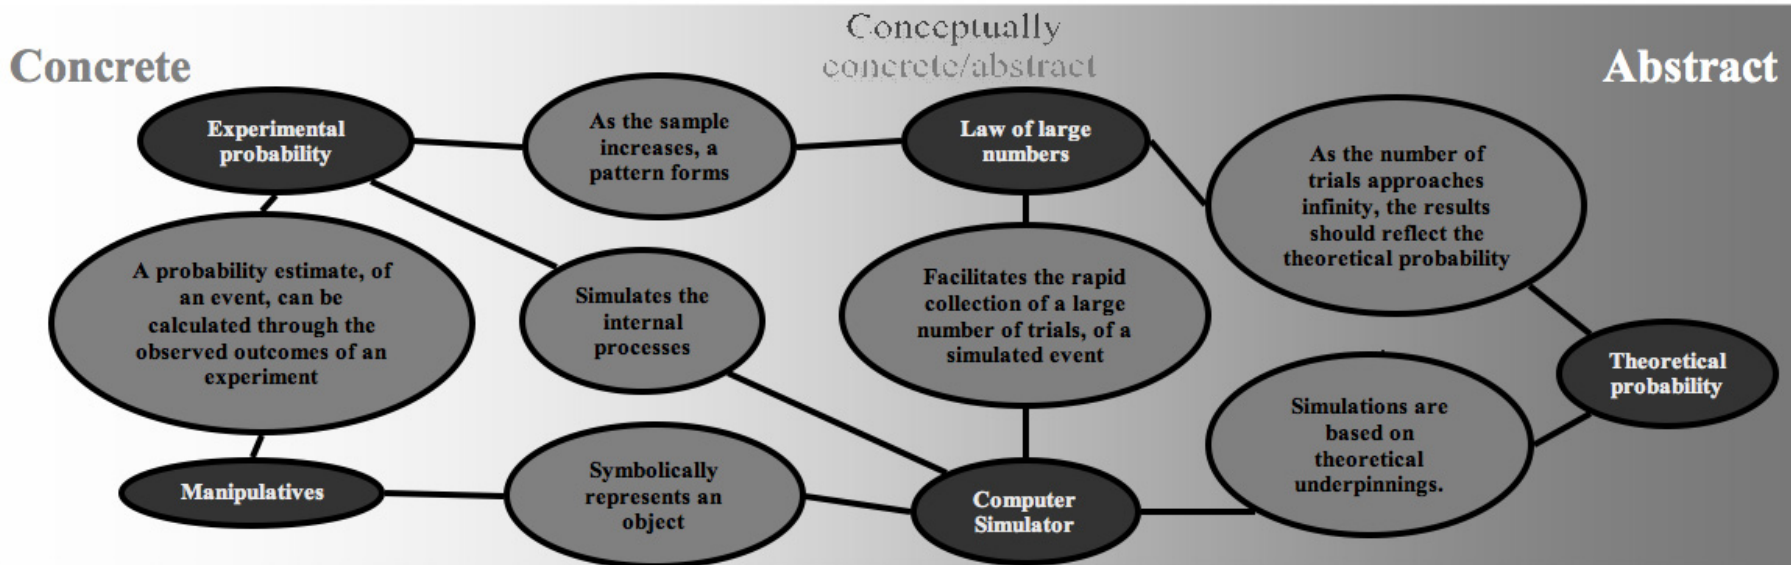 Concrete
Conceptually
concrete/abstract
Abstract
Experimental
probability
As the sample
increases, a
pattern forms
Law of large
numbers
As the number of
trials approaches
infinity, the results
should reflect the
theoretical probability
A probability estimate, of
an event, can be
calculated through the
observed outcomes of an
experiment
Simulates the
internal
processes
Facilitates the rapid
collection of a large
number of trials, of a
simulated event
Theoretical
probability
Manipulatives
Symbolically
represents an
object
Computer
Simulator
Simulations are
based on
theoretical
underpinnings.